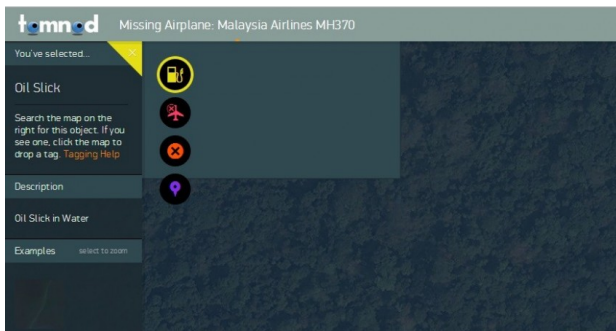 tomnod Missing Airplane: Malaysia Airlines MH370
You've selected...
Oil Slick
Search the map on the
right for this object. If you
see one, click the map to
drop a tag. Tagging Help
Description
Oil Slick in Water
Examples select to zoom